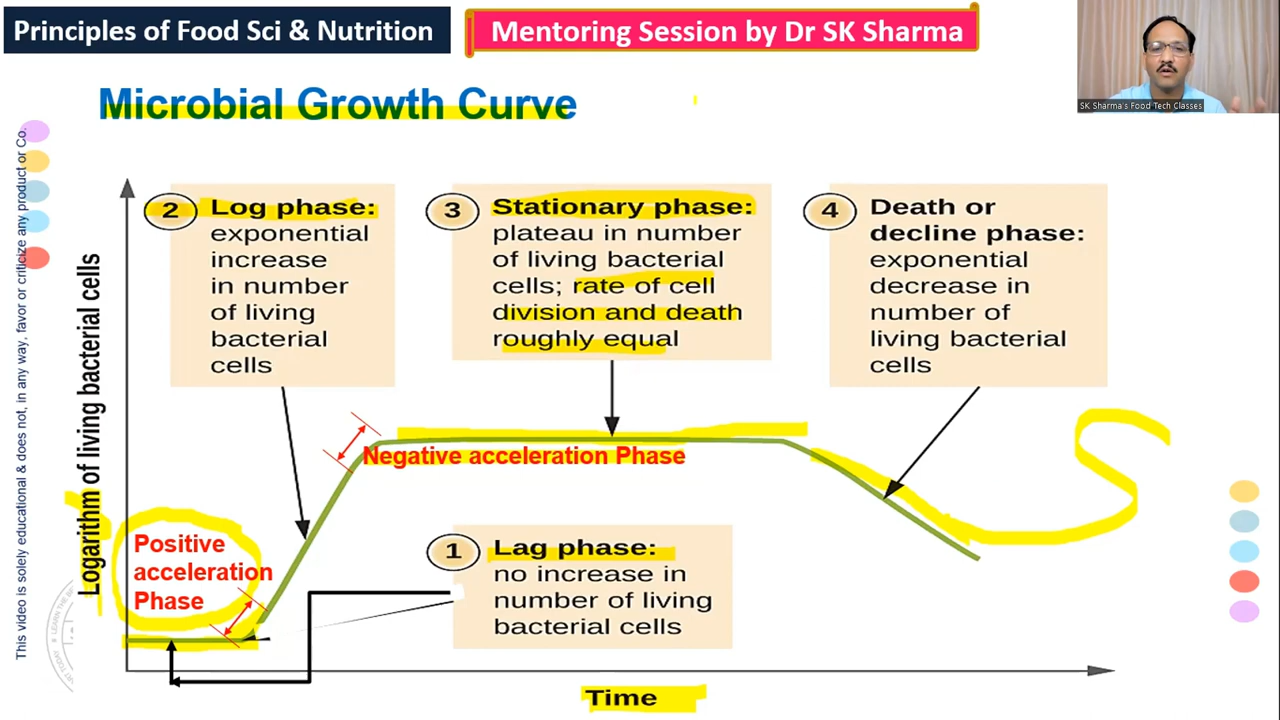 Principles of Food Sci & Nutrition
Mentoring Session by Dr SK Sharma
SK Sharma's Food Tech Classes
Microbial Growth Curve
This video is solely educational & does not, in any way, favor or criticize any product or Co.
Logarithm of living bacterial cells
2
Log phase:
exponential
increase
in number
of living
bacterial
cells
3
Stationary phase:
plateau in number
of living bacterial
cells; rate of cell
division and death
roughly equal
4
Death or
decline phase:
exponential
decrease in
number of
living bacterial
cells
Negative acceleration Phase
Positive
acceleration
Phase
1
Lag phase:
no increase in
number of living
bacterial cells
Time